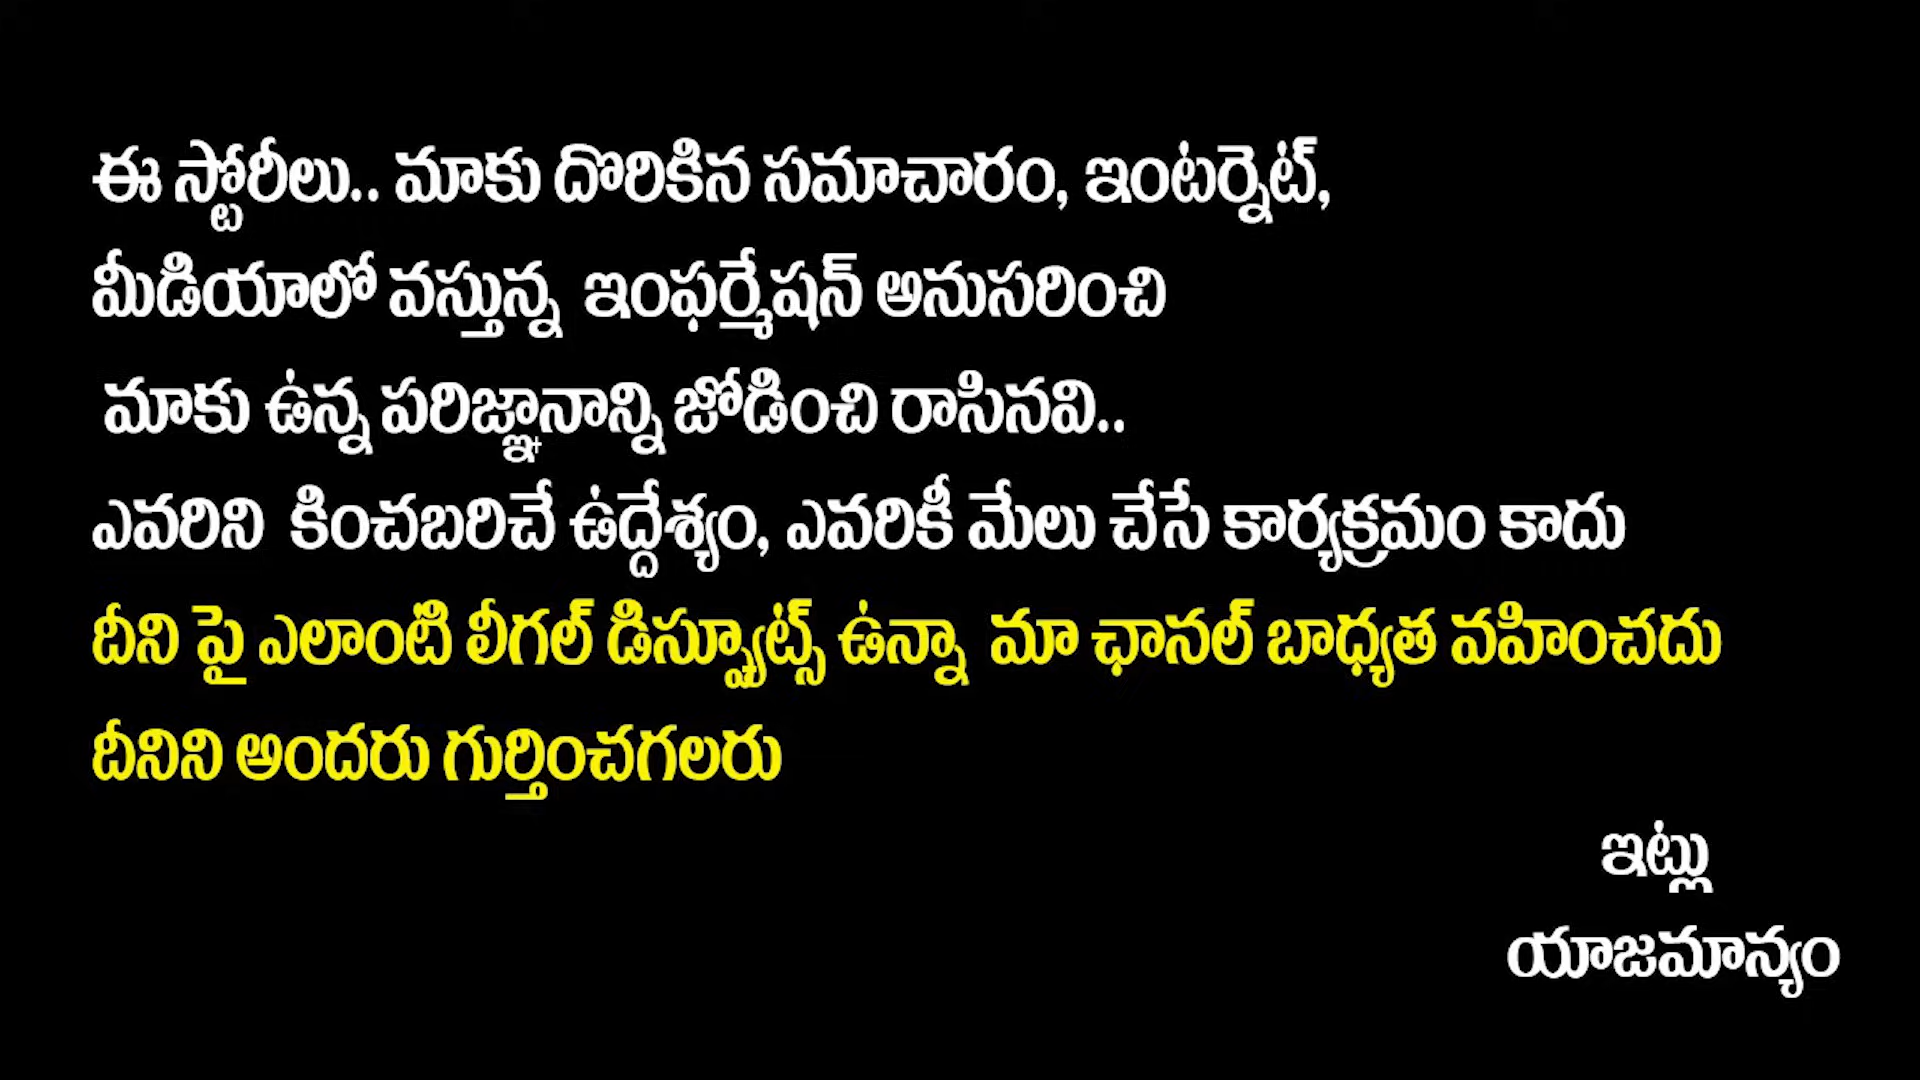 ఈ స్టోరీలు.. మాకు దొరికిన సమాచారం, ఇంటర్నెట్,
మీడియాలో వస్తున్న ఇంఫర్మేషన్ అనుసరించి
మాకు ఉన్న పరిజ్ఞానాన్ని జోడించి రాసినవి..
ఎవరిని కించబరిచే ఉద్దేశ్యం, ఎవరికీ మేలు చేసే కార్యక్రమం కాదు
దీని పై ఎలాంటి లీగల్ డిస్ప్యూట్స్ ఉన్నా మా ఛానల్ బాధ్యత వహించదు
దీనిని అందరు గుర్తించగలరు
ఇట్లు
యాజమాన్యం